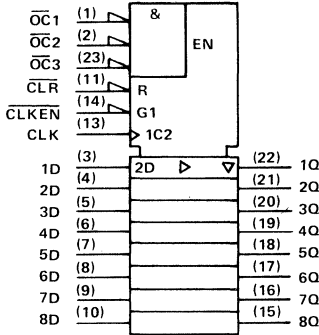 OC1 (1) &
OC2 (2) EN
OC3 (23)
CLR (11) R
CLKEN (14) G1
CLK (13) 1C2
1D (3) 2D (22) 1Q
2D (4) (21) 2Q
3D (5) (20) 3Q
4D (6) (19) 4Q
5D (7) (18) 5Q
6D (8) (17) 6Q
7D (9) (16) 7Q
8D (10) (15) 8Q